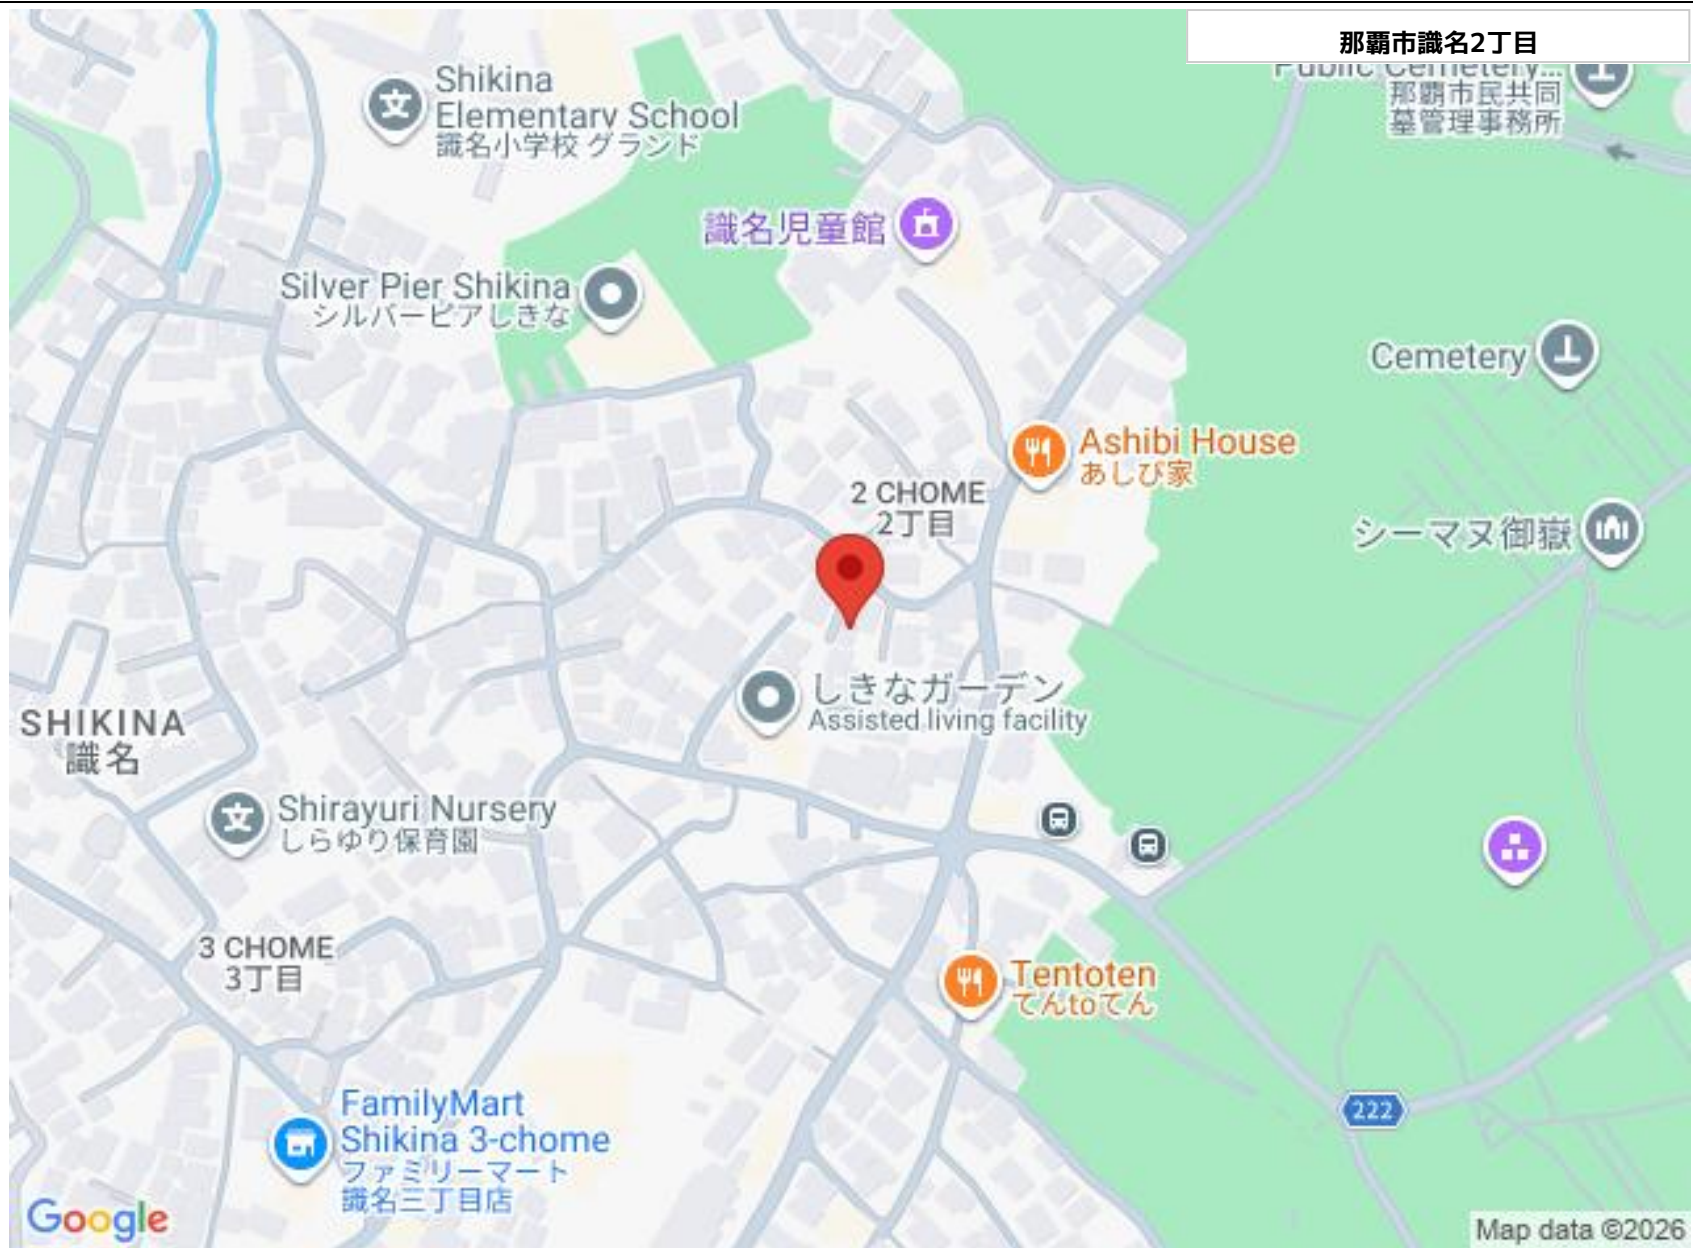 那覇市識名2丁目
Public Cemetery...
那覇市民共同
墓管理事務所
Shikina
Elementary School
識名小学校 グランド
識名児童館
Silver Pier Shikina
シルバーピアしきな
Cemetery
Ashibi House
あしび家
2 CHOME
2丁目
シーマヌ御嶽
しきなガーデン
Assisted living facility
SHIKINA
識名
Shirayuri Nursery
しらゆり保育園
3 CHOME
3丁目
Tentoten
てんtoてん
222
FamilyMart
Shikina 3-chome
ファミリーマート
識名三丁目店
Google
Map data ©2026